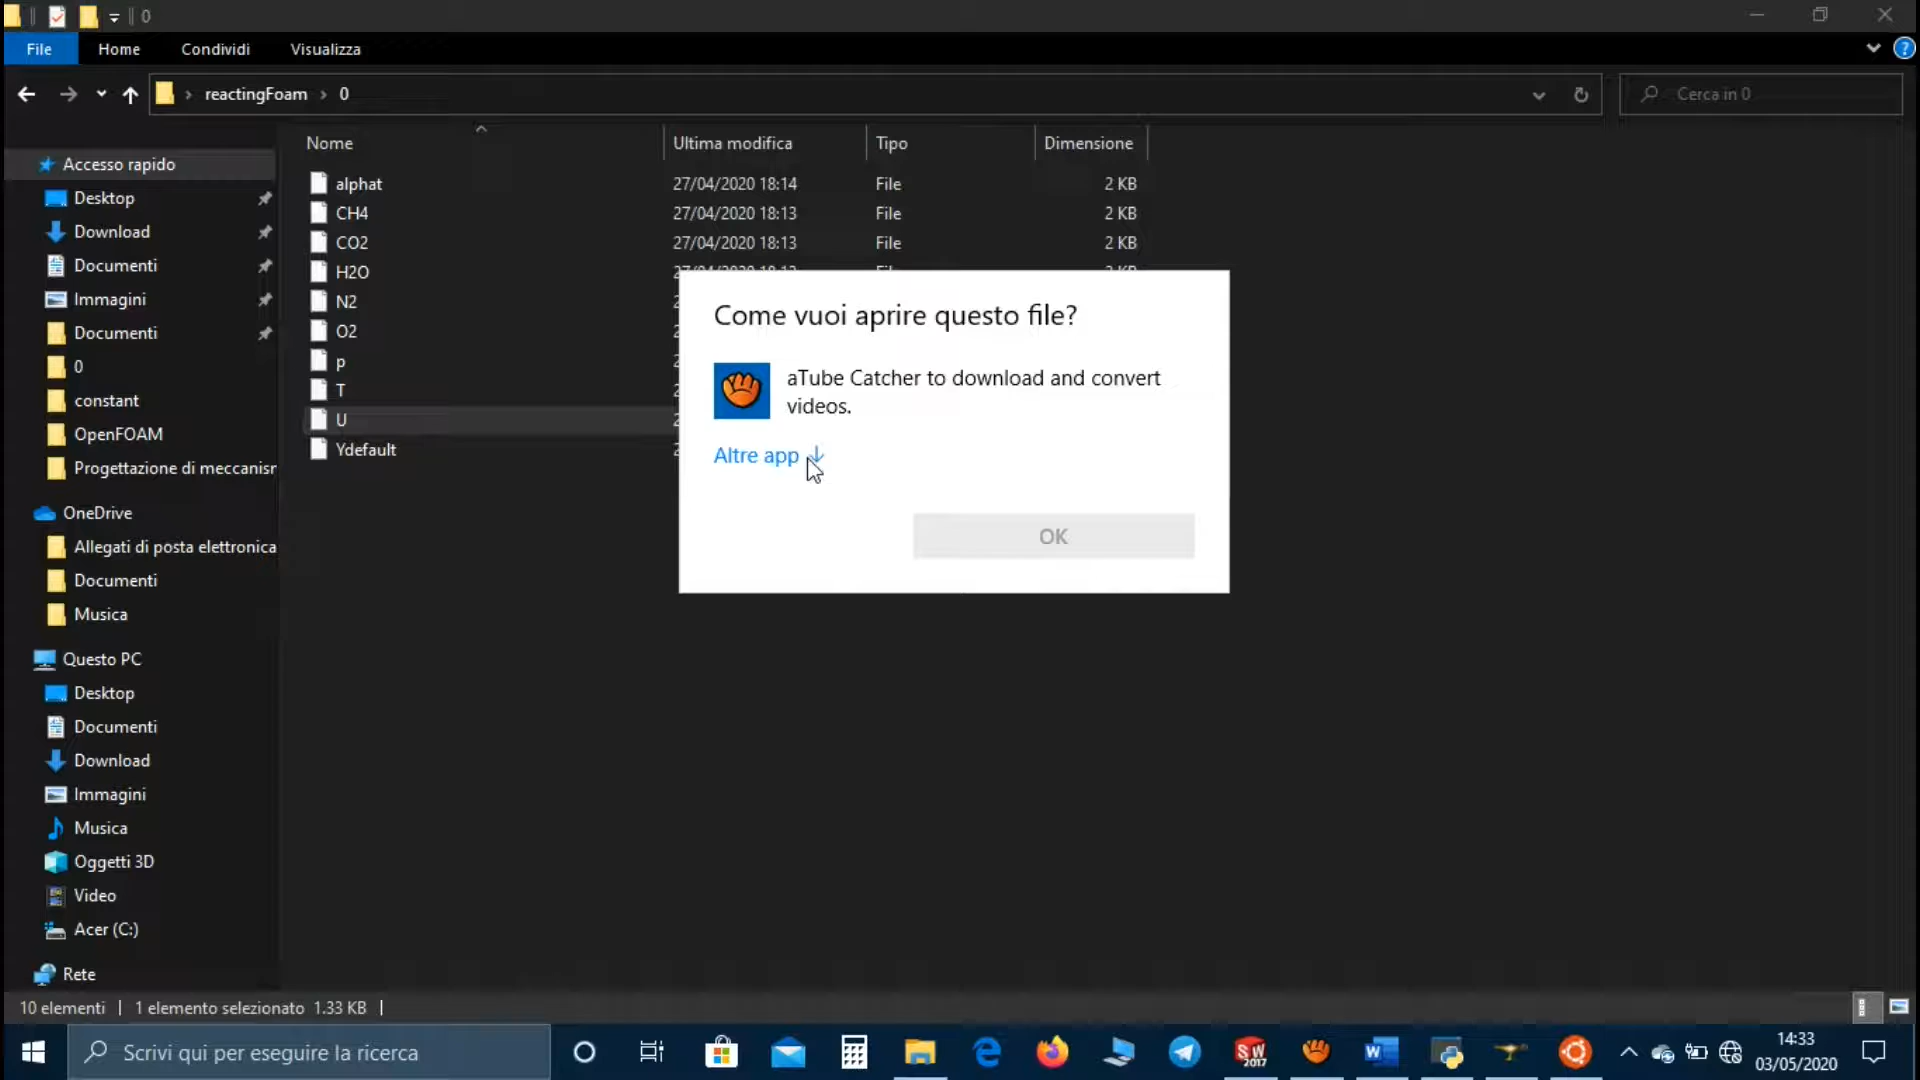 0
File Home Condividi Visualizza
reactingFoam › 0
Cerca in 0
Nome Ultima modifica Tipo Dimensione
Accesso rapido
Desktop
Download
Documenti
Immagini
Documenti
0
constant
OpenFOAM
Progettazione di meccanisr
OneDrive
Allegati di posta elettronica
Documenti
Musica
Questo PC
Desktop
Documenti
Download
Immagini
Musica
Oggetti 3D
Video
Acer (C:)
Rete
alphat 27/04/2020 18:14 File 2 KB
CH4 27/04/2020 18:13 File 2 KB
CO2 27/04/2020 18:13 File 2 KB
H2O
N2
O2
p
T
U
Ydefault
Come vuoi aprire questo file?
aTube Catcher to download and convert
videos.
Altre app
OK
10 elementi 1 elemento selezionato 1.33 KB
Scrivi qui per eseguire la ricerca
SW
2017
14:33
03/05/2020